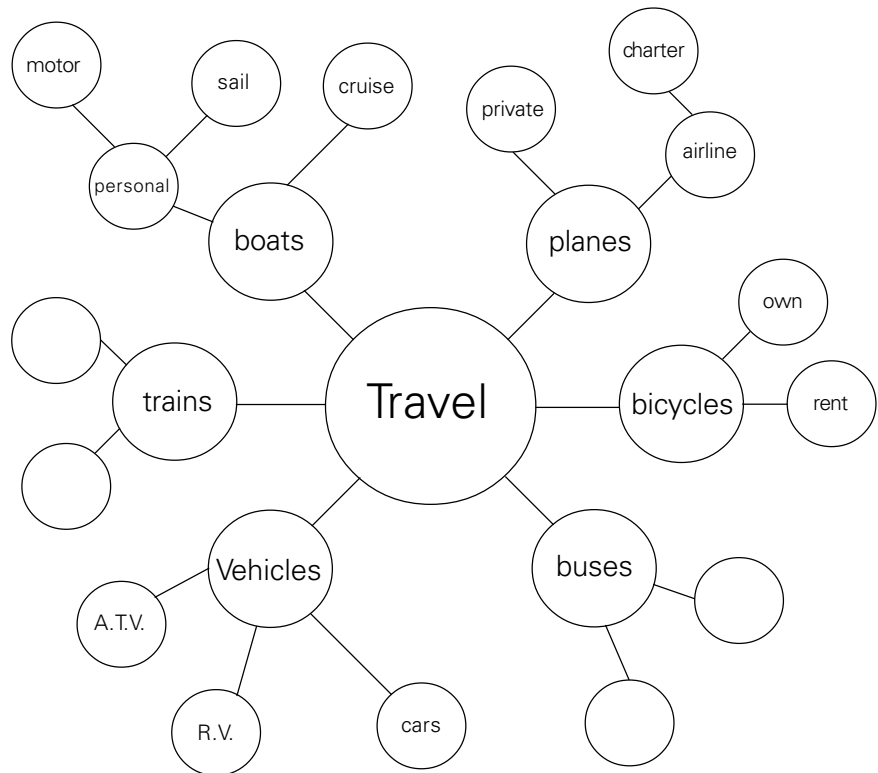 charter
motor
sail
cruise
private
airline
personal
boats
planes
own
trains
Travel
bicycles
rent
Vehicles
buses
A.T.V.
R.V.
cars